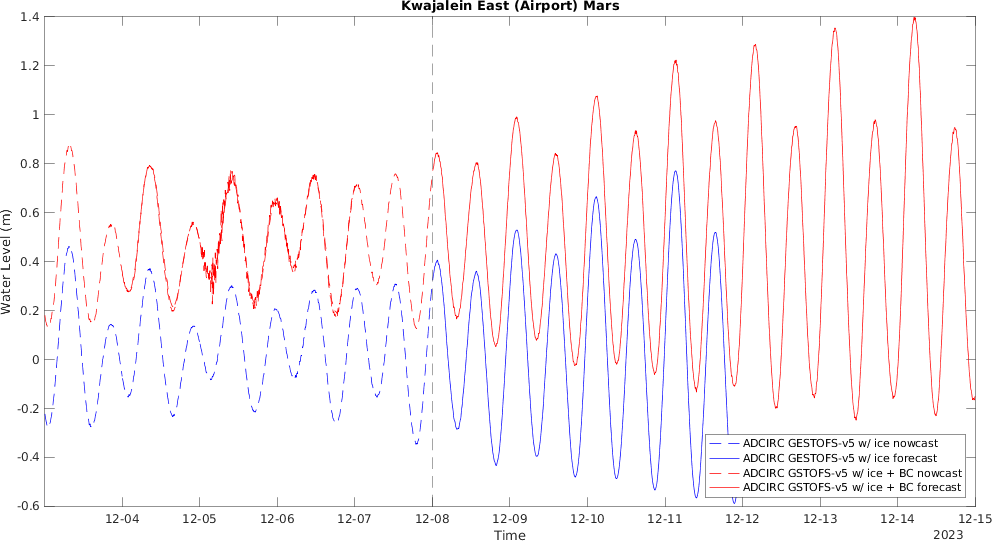 Kwajalein East (Airport) Mars
1.4
1.2
1
0.8
0.6
0.4
0.2
0
-0.2
-0.4
-0.6
Water Level (m)
ADCIRC GESTOFS-v5 w/ ice nowcast
ADCIRC GESTOFS-v5 w/ ice forecast
ADCIRC GSTOFS-v5 w/ ice + BC nowcast
ADCIRC GSTOFS-v5 w/ ice + BC forecast
12-04 12-05 12-06 12-07 12-08 12-09 12-10 12-11 12-12 12-13 12-14 12-15
Time
2023